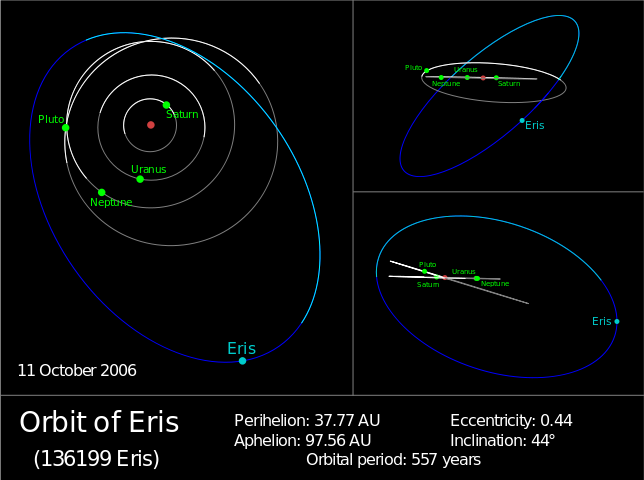 Pluto
Saturn
Uranus
Neptune
Eris
11 October 2006
Pluto
Uranus
Neptune
Saturn
Eris
Pluto
Uranus
Saturn
Neptune
Eris
Orbit of Eris
(136199 Eris)
Perihelion: 37.77 AU
Eccentricity: 0.44
Aphelion: 97.56 AU
Inclination: 44°
Orbital period: 557 years